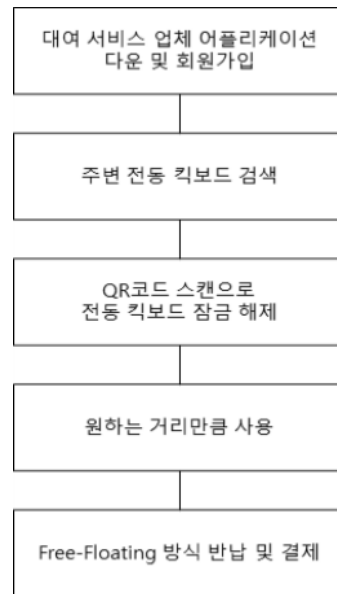 대여 서비스 업체 어플리케이션
다운 및 회원가입
주변 전동 킥보드 검색
QR코드 스캔으로
전동 킥보드 잠금 해제
원하는 거리만큼 사용
Free-Floating 방식 반납 및 결제